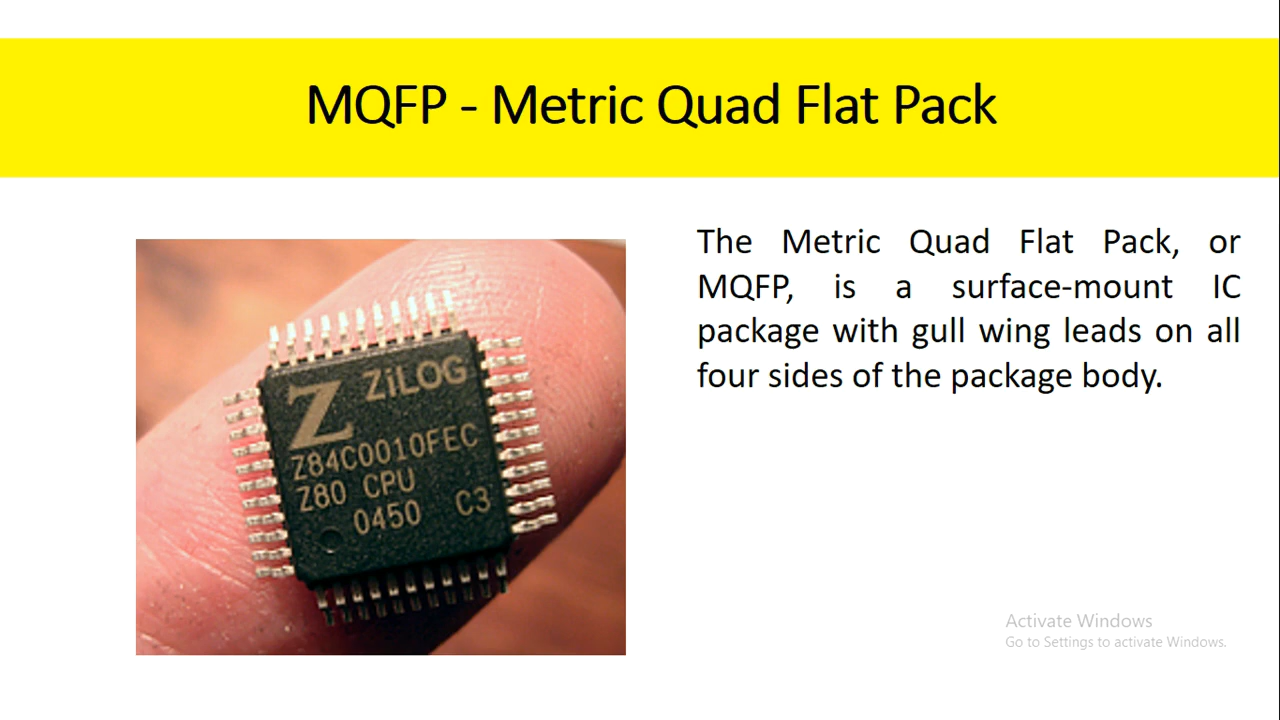 MQFP - Metric Quad Flat Pack
The Metric Quad Flat Pack, or
MQFP, is a surface-mount IC
package with gull wing leads on all
four sides of the package body.
Z ZiLOG
Z84C0010FEC
Z80 CPU
0450 C3
Activate Windows
Go to Settings to activate Windows.